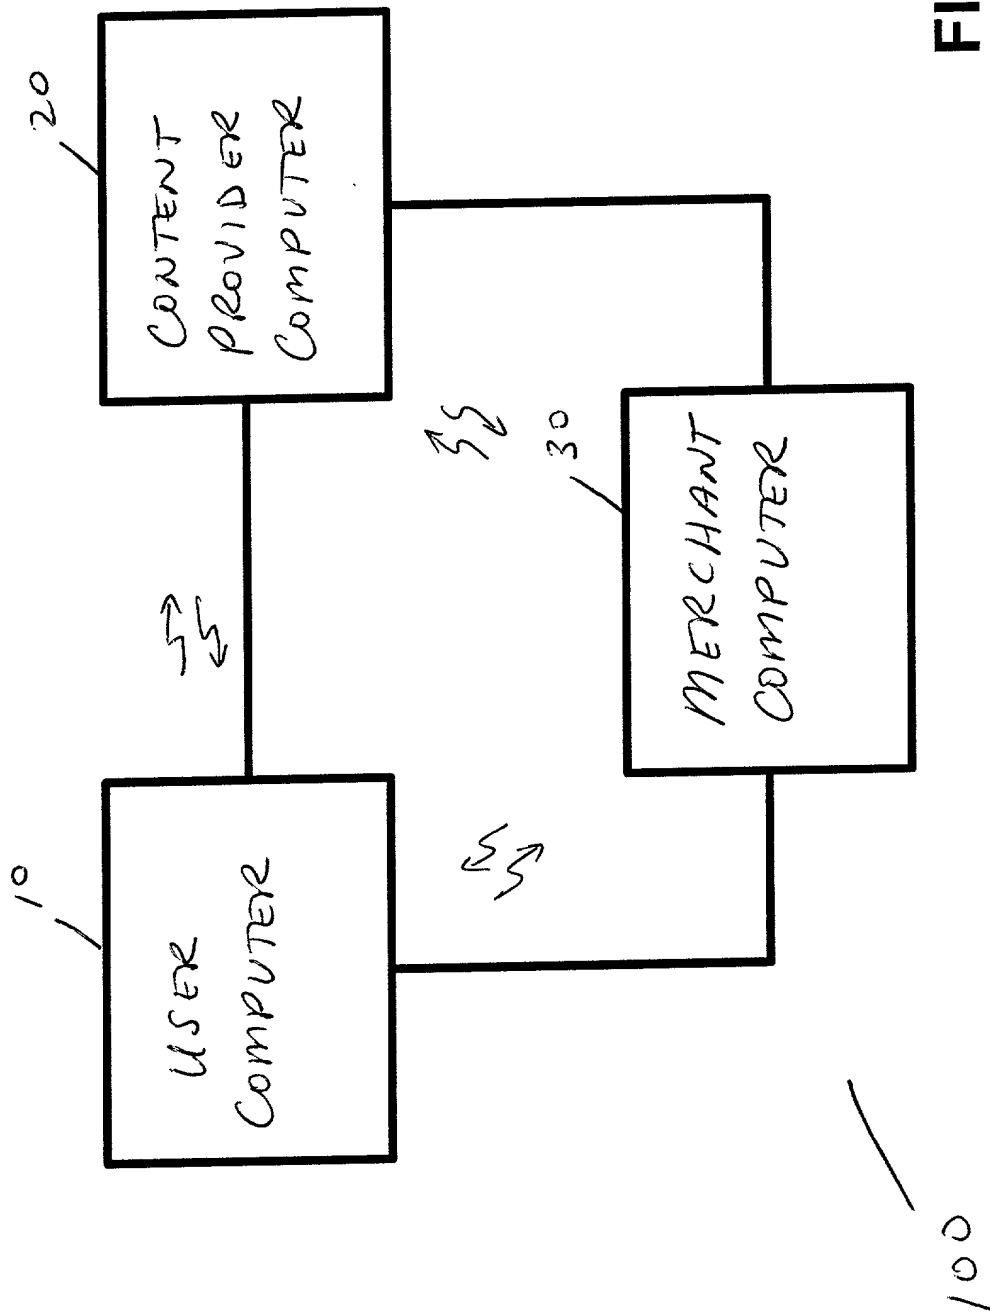 10
USER
COMPUTER
20
CONTENT
PROVIDER
COMPUTER
30
MERCHANT
COMPUTER
100
FI